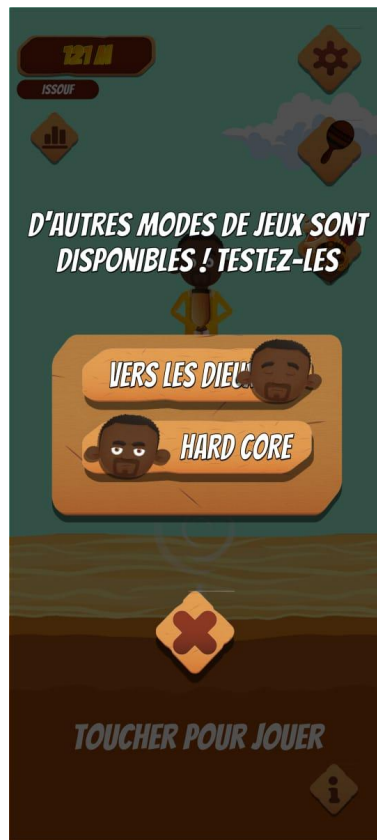 121 M
ISSOUF
D'AUTRES MODES DE JEUX SONT
DISPONIBLES ! TESTEZ-LES
VERS LES DIEU
HARD CORE
TOUCHER POUR JOUER